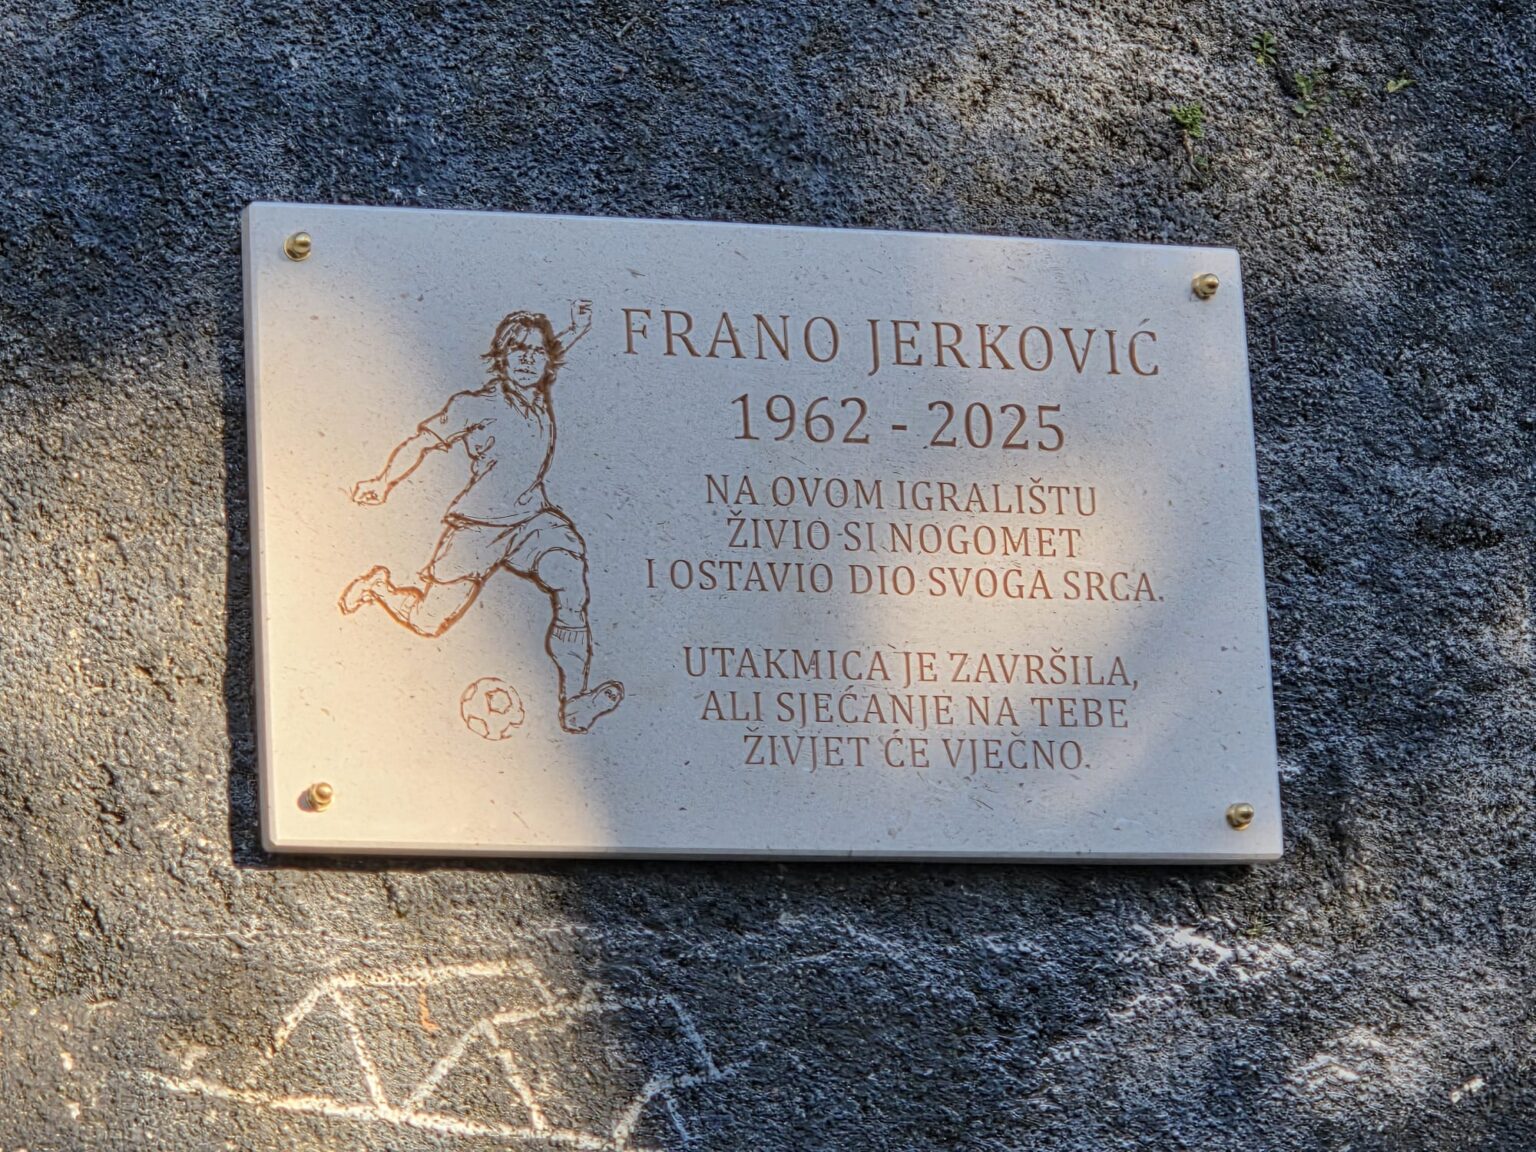 FRANO JERKOVIĆ
1962 - 2025
NA OVOM IGRALIŠTU
ŽIVIO SI NOGOMET
I OSTAVIO DIO SVOGA SRCA.
UTAKMICA JE ZAVRŠILA,
ALI SJEĆANJE NA TEBE
ŽIVJET ĆE VJEČNO.